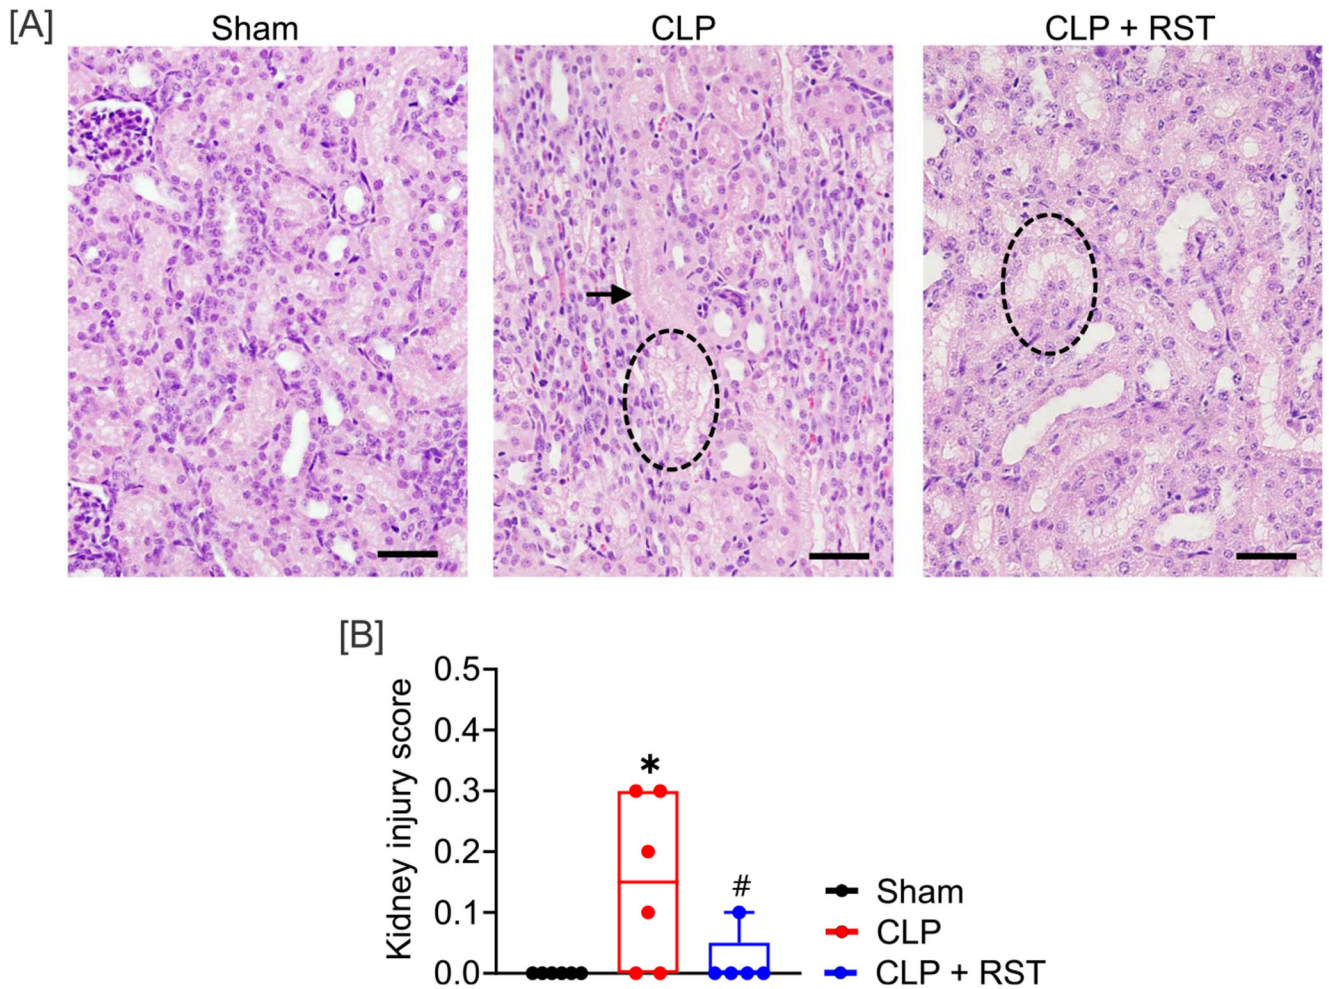 [A]
Sham
CLP
CLP + RST
[B]
Kidney injury score
0.5
0.4
0.3
0.2
0.1
0.0
*
#
Sham
CLP
CLP + RST